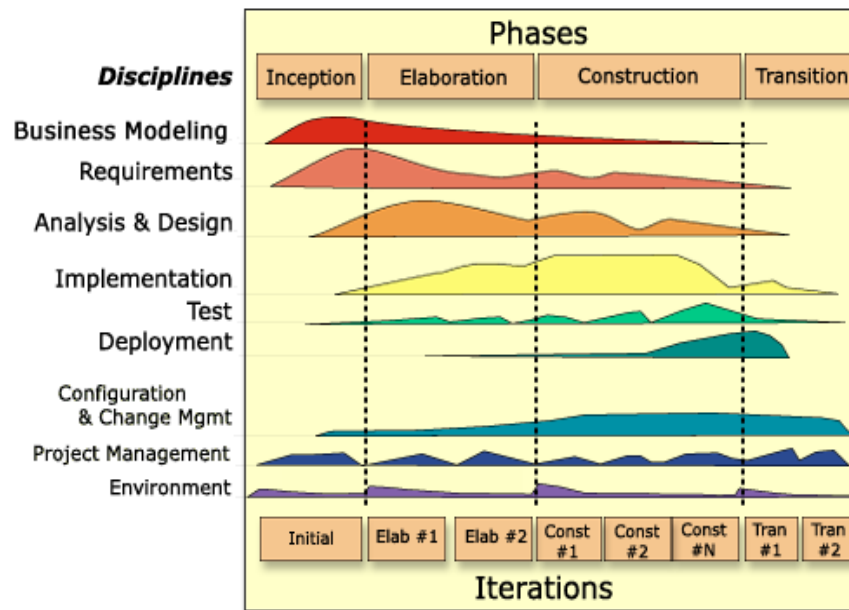 Phases
Disciplines
Inception
Elaboration
Construction
Transition
Business Modeling
Requirements
Analysis & Design
Implementation
Test
Deployment
Configuration
& Change Mgmt
Project Management
Environment
Initial
Elab #1
Elab #2
Const
#1
Const
#2
Const
#N
Tran
#1
Tran
#2
Iterations